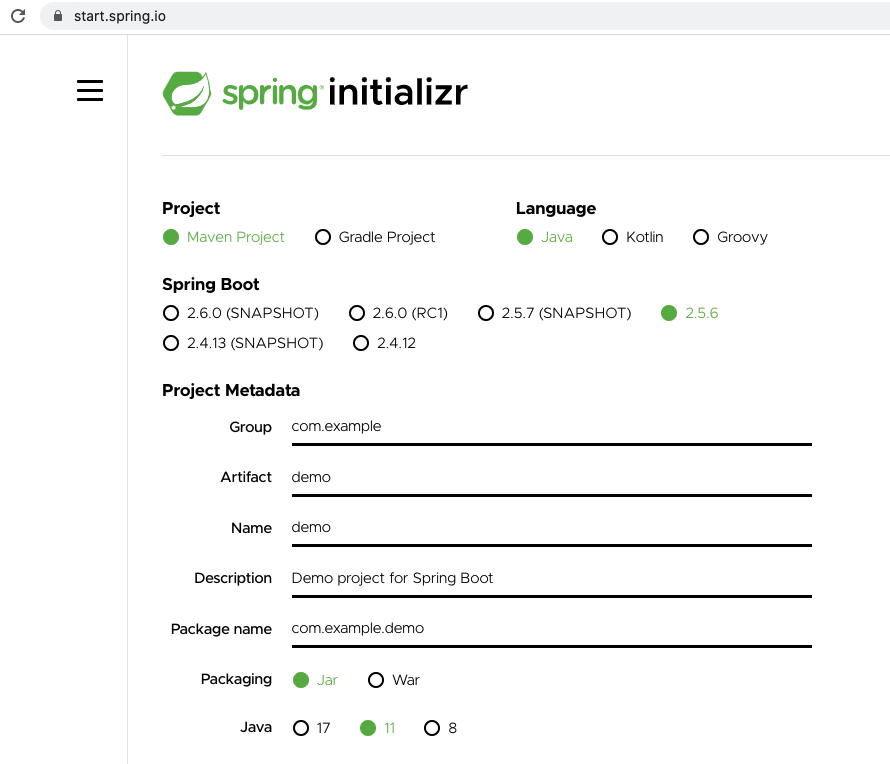 start.spring.io
spring initializr
Project
Maven Project Gradle Project
Language
Java Kotlin Groovy
Spring Boot
2.6.0 (SNAPSHOT) 2.6.0 (RC1) 2.5.7 (SNAPSHOT) 2.5.6
2.4.13 (SNAPSHOT) 2.4.12
Project Metadata
Group com.example
Artifact demo
Name demo
Description Demo project for Spring Boot
Package name com.example.demo
Packaging Jar War
Java 17 11 8